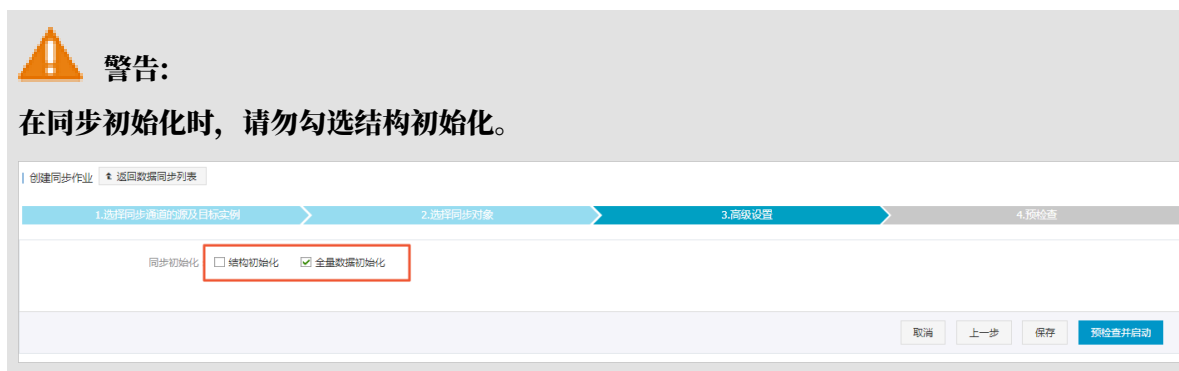 警告:
在同步初始化时，请勿勾选结构初始化。
创建同步作业 返回数据同步列表
1.选择同步通道的源及目标实例 2.选择同步对象 3.高级设置 4.预检查
同步初始化 结构初始化 全量数据初始化
取消 上一步 保存 预检查并启动